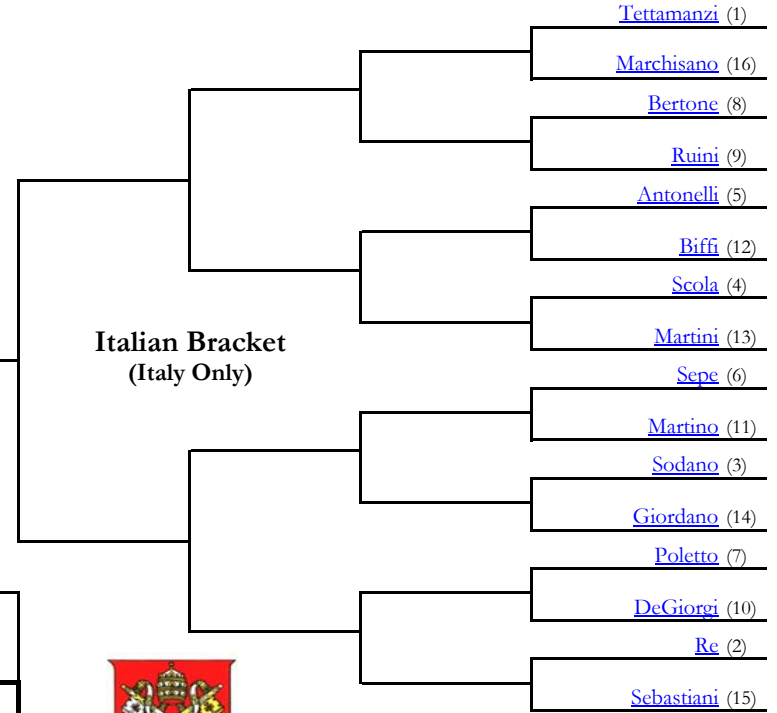 Tettamanzi (1)
Marchisano (16)
Bertone (8)
Ruini (9)
Antonelli (5)
Biffi (12)
Scola (4)
Martini (13)
Italian Bracket
(Italy Only)
Sepe (6)
Martino (11)
Sodano (3)
Giordano (14)
Poletto (7)
DeGiorgi (10)
Re (2)
Sebastiani (15)